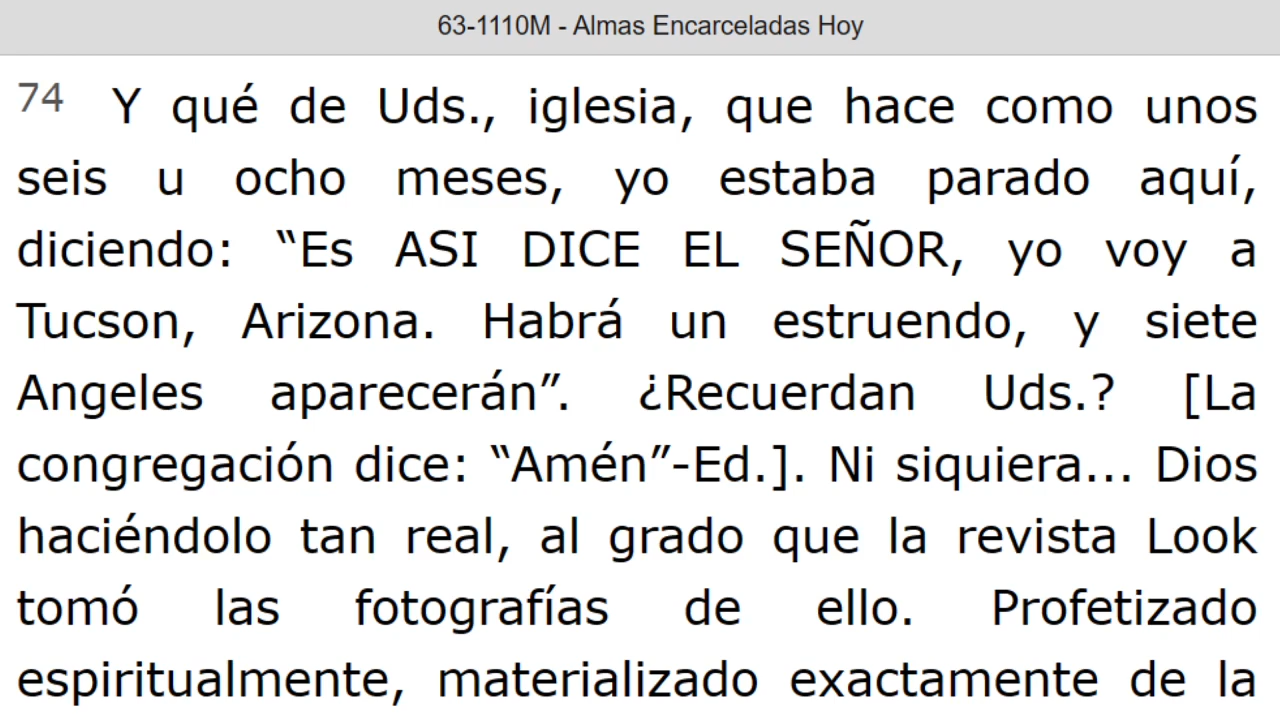 63-1110M - Almas Encarceladas Hoy
74 Y qué de Uds., iglesia, que hace como unos
seis u ocho meses, yo estaba parado aquí,
diciendo: “Es ASI DICE EL SEÑOR, yo voy a
Tucson, Arizona. Habrá un estruendo, y siete
Angeles aparecerán”. ¿Recuerdan Uds.? [La
congregación dice: “Amén”-Ed.]. Ni siquiera... Dios
haciéndolo tan real, al grado que la revista Look
tomó las fotografías de ello. Profetizado
espiritualmente, materializado exactamente de la